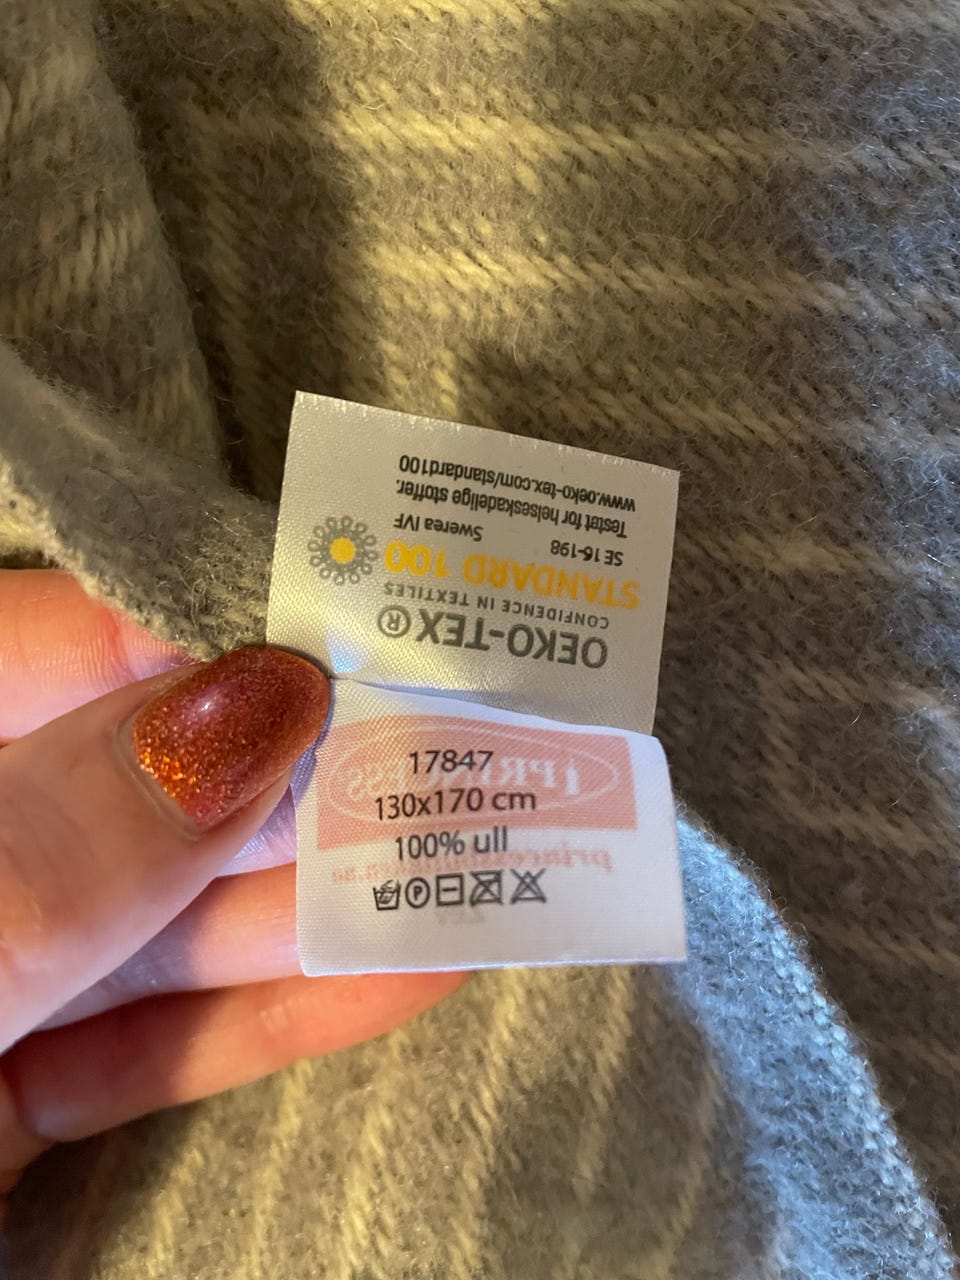 OEKO-TEX®
CONFIDENCE IN TEXTILES
STANDARD 100
SE 16-198 Swerea IVF
Testet for helseskadelige stoffer.
www.oeko-tex.com/standard100
17847
130x170 cm
100% ull
P